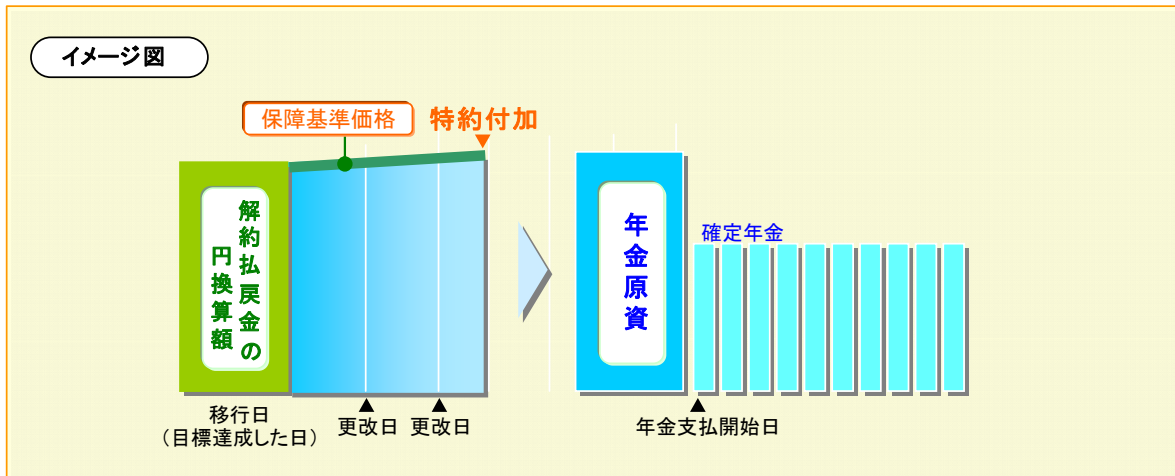 イメージ図
保障基準価格
特約付加
解約払戻金の
円換算額
年金原資
確定年金
移行日
（目標達成した日）
更改日
更改日
年金支払開始日